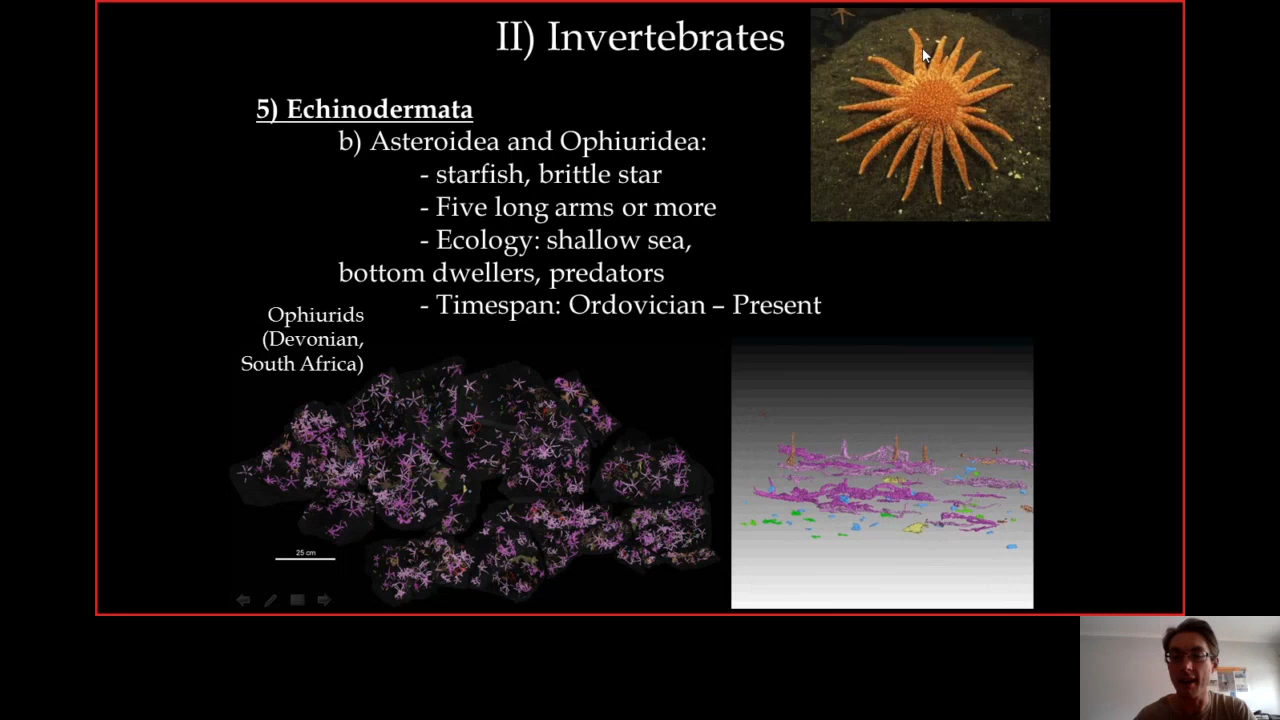 II) Invertebrates
5) Echinodermata
b) Asteroidea and Ophiuridea:
- starfish, brittle star
- Five long arms or more
- Ecology: shallow sea,
bottom dwellers, predators
- Timespan: Ordovician – Present
Ophiurids
(Devonian,
South Africa)
25 cm